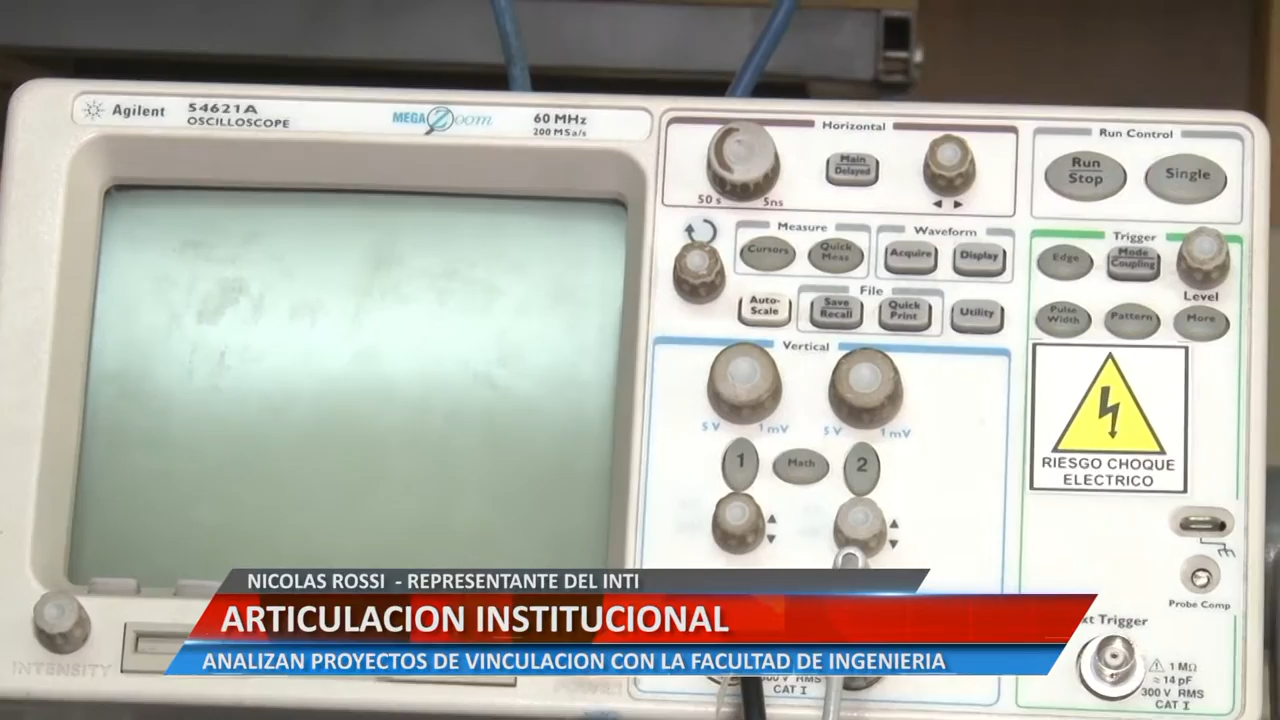 Agilent
54621A
OSCILLOSCOPE
MEGA Zoom
60 MHz
200 MSa/s
Horizontal
Main
Delayed
50 s
5ns
Run Control
Run
Stop
Single
Measure
Cursors
Quick
Meas
Waveform
Acquire
Display
Trigger
Edge
Mode
Coupling
Level
Auto-
Scale
File
Save
Recall
Quick
Print
Utility
Pulse
Width
Pattern
More
Vertical
5 V
1 mV
5 V
1 mV
1
Math
2
RIESGO CHOQUE
ELECTRICO
Probe Comp
INTENSITY
NICOLAS ROSSI - REPRESENTANTE DEL INTI
ARTICULACION INSTITUCIONAL
ANALIZAN PROYECTOS DE VINCULACION CON LA FACULTAD DE INGENIERIA
Trigger
1 MΩ
≈ 14 pF
300 V RMS
CAT I
V RMS
CAT I